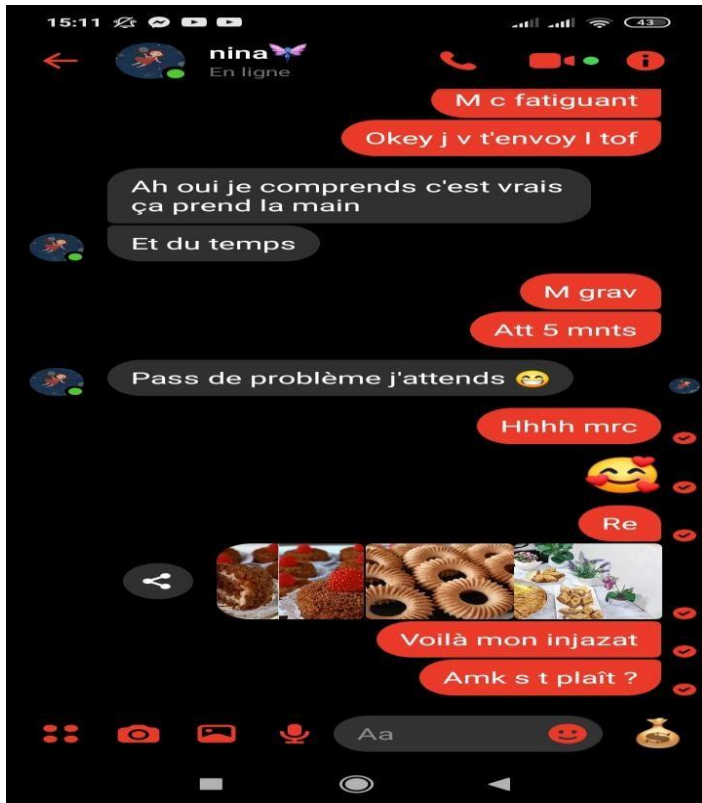 15:11
43
nina
En ligne
M c fatiguant
Okey j v t'envoy l tof
Ah oui je comprends c'est vrais
ça prend la main
Et du temps
M grav
Att 5 mnts
Pass de problème j'attends 😁
Hhhh mrc
🥰
Re
Voilà mon injazat
Amk s t plaît ?
Aa